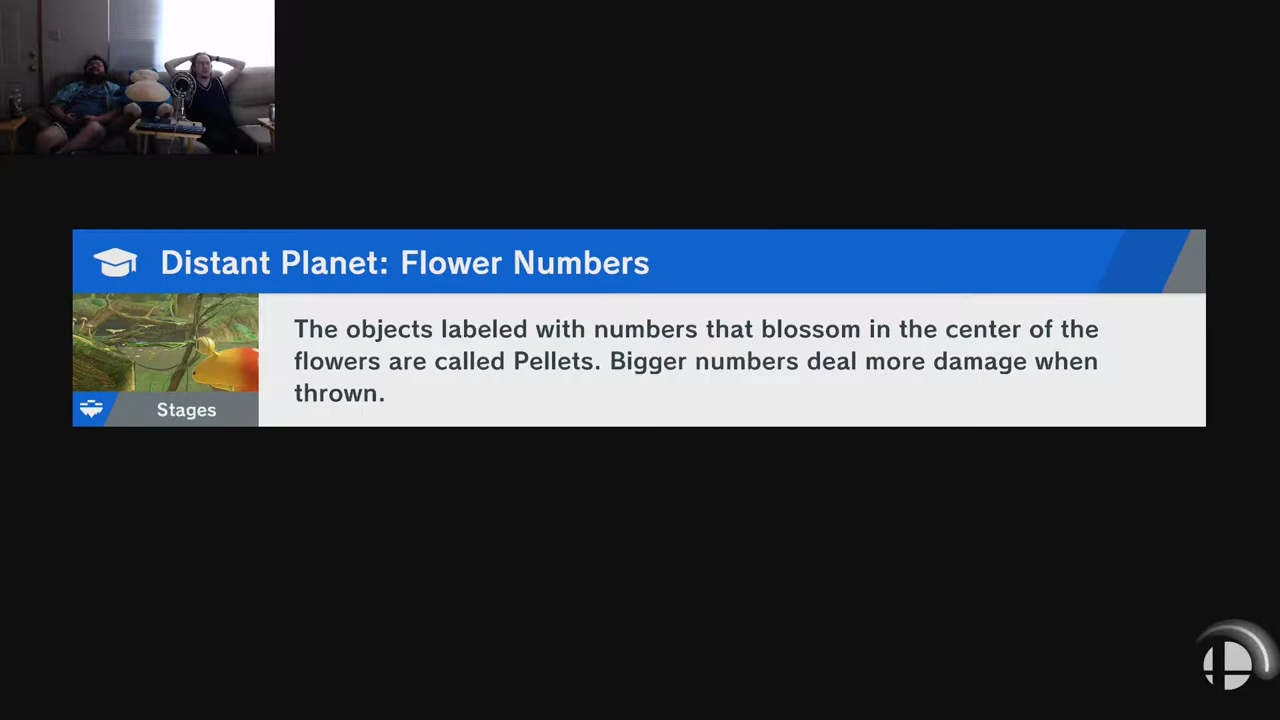 Distant Planet: Flower Numbers
The objects labeled with numbers that blossom in the center of the
flowers are called Pellets. Bigger numbers deal more damage when
thrown.
Stages